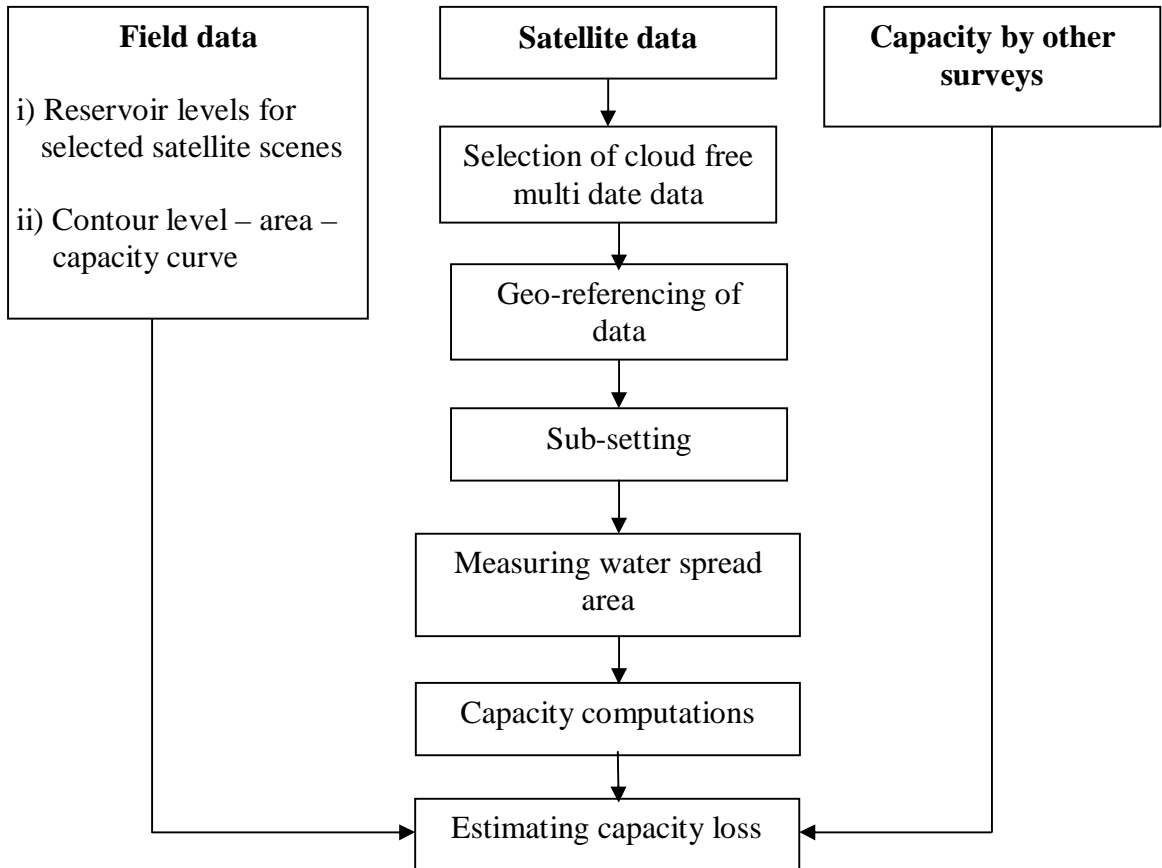 Field data
i) Reservoir levels for
selected satellite scenes
ii) Contour level – area –
capacity curve
Satellite data
Selection of cloud free
multi date data
Geo-referencing of
data
Sub-setting
Measuring water spread
area
Capacity computations
Estimating capacity loss
Capacity by other
surveys